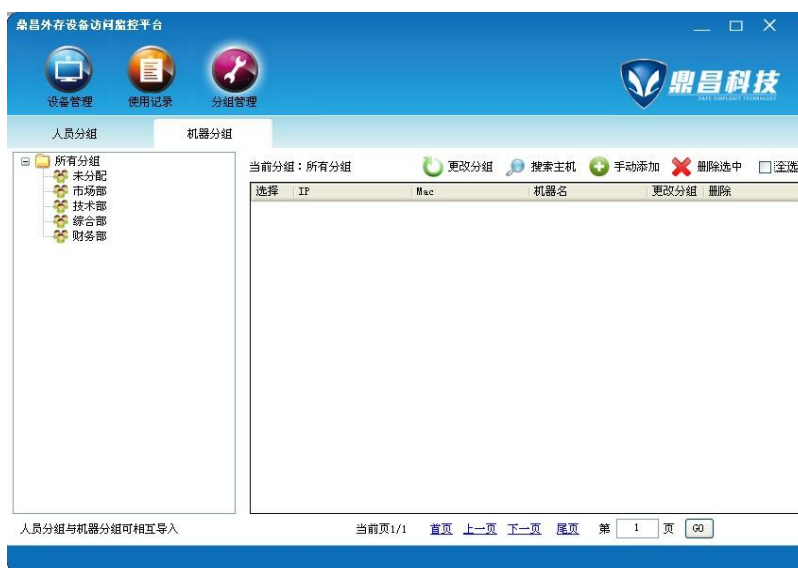 鼎昌外存设备访问监控平台
设备管理 使用记录 分组管理
鼎昌科技
SAFE SIMPLEST TECHNOLOGY
人员分组 机器分组
所有分组
未分配
市场部
技术部
综合部
财务部
当前分组：所有分组 更改分组 搜索主机 手动添加 删除选中 全选
选择 IP Mac 机器名 更改分组 删除
人员分组与机器分组可相互导入
当前页1/1 首页 上一页 下一页 尾页 第 1 页 GO